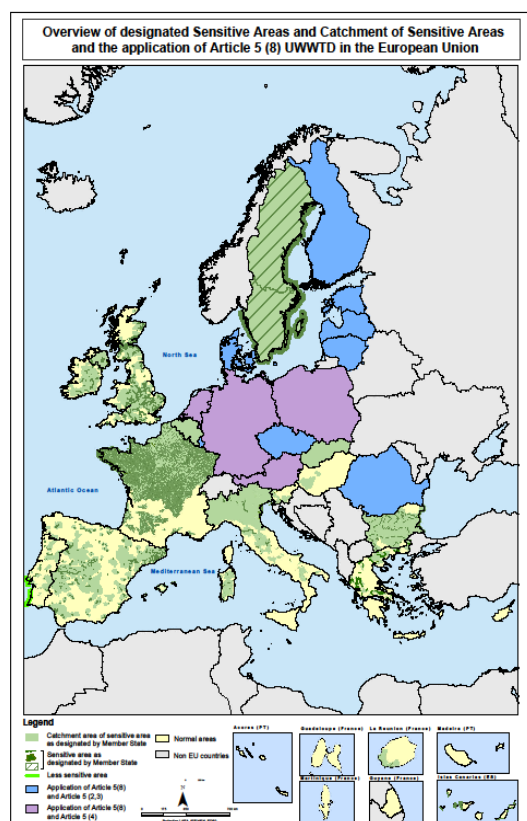 Overview of designated Sensitive Areas and Catchment of Sensitive Areas
and the application of Article 5 (8) UWWTD in the European Union
North Sea
Atlantic Ocean
Mediterranean Sea
Legend
Catchment area of sensitive area
as designated by Member State
Sensitive area as
designated by Member State
Less sensitive area
Application of Article 5(8)
and Article 5 (2,3)
Application of Article 5(8)
and Article 5 (4)
Normal areas
Non EU countries
Acores (PT)
Guadeloupe (France)
La Reunion (France)
Madeira (PT)
Martinique (France)
Guyane (France)
Islas Canarias (ES)